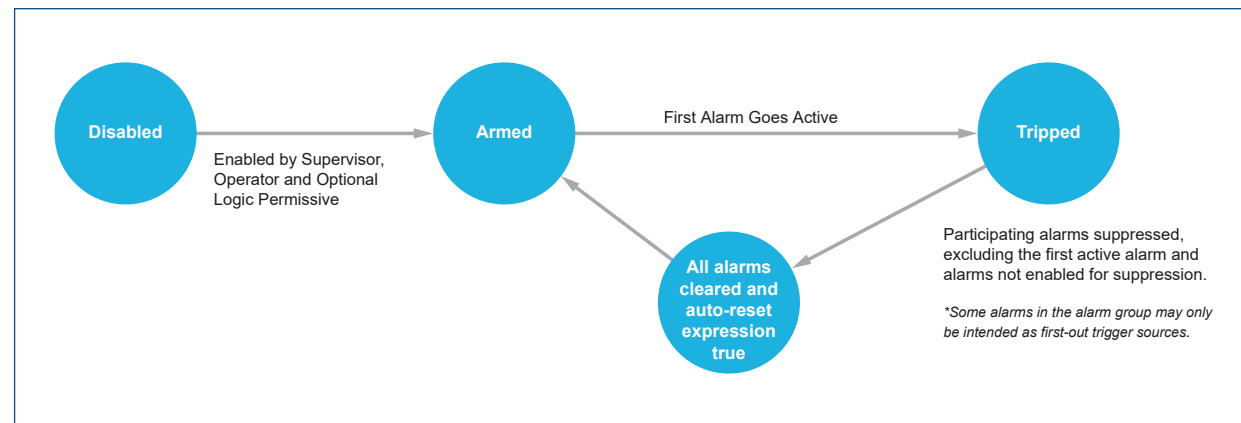 Disabled
Enabled by Supervisor,
Operator and Optional
Logic Permissive
Armed
First Alarm Goes Active
Tripped
Participating alarms suppressed,
excluding the first active alarm and
alarms not enabled for suppression.
*Some alarms in the alarm group may only
be intended as first-out trigger sources.
All alarms
cleared and
auto-reset
expression
true